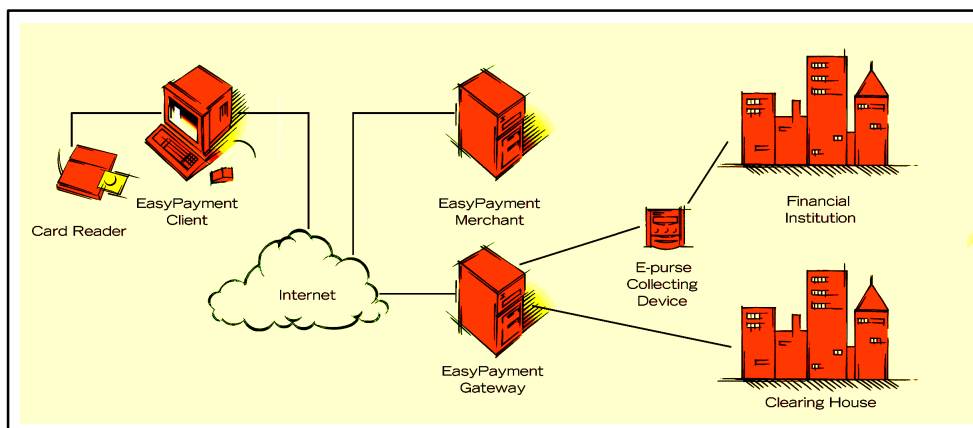 Card Reader
EasyPayment
Client
Internet
EasyPayment
Merchant
EasyPayment
Gateway
E-purse
Collecting
Device
Financial
Institution
Clearing House